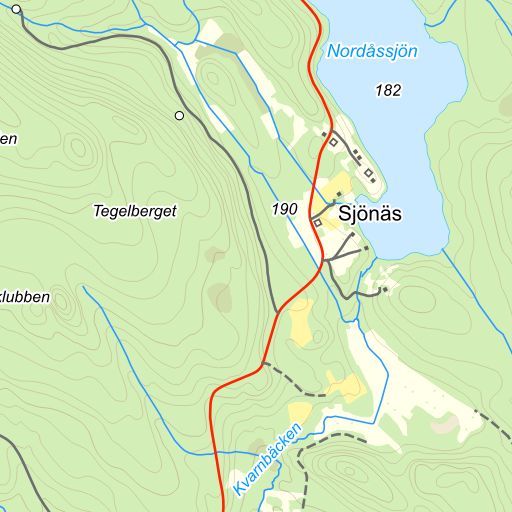 Nordåssjön
182
en
Tegelberget
190
Sjönäs
klubben
Kvarnbäcken